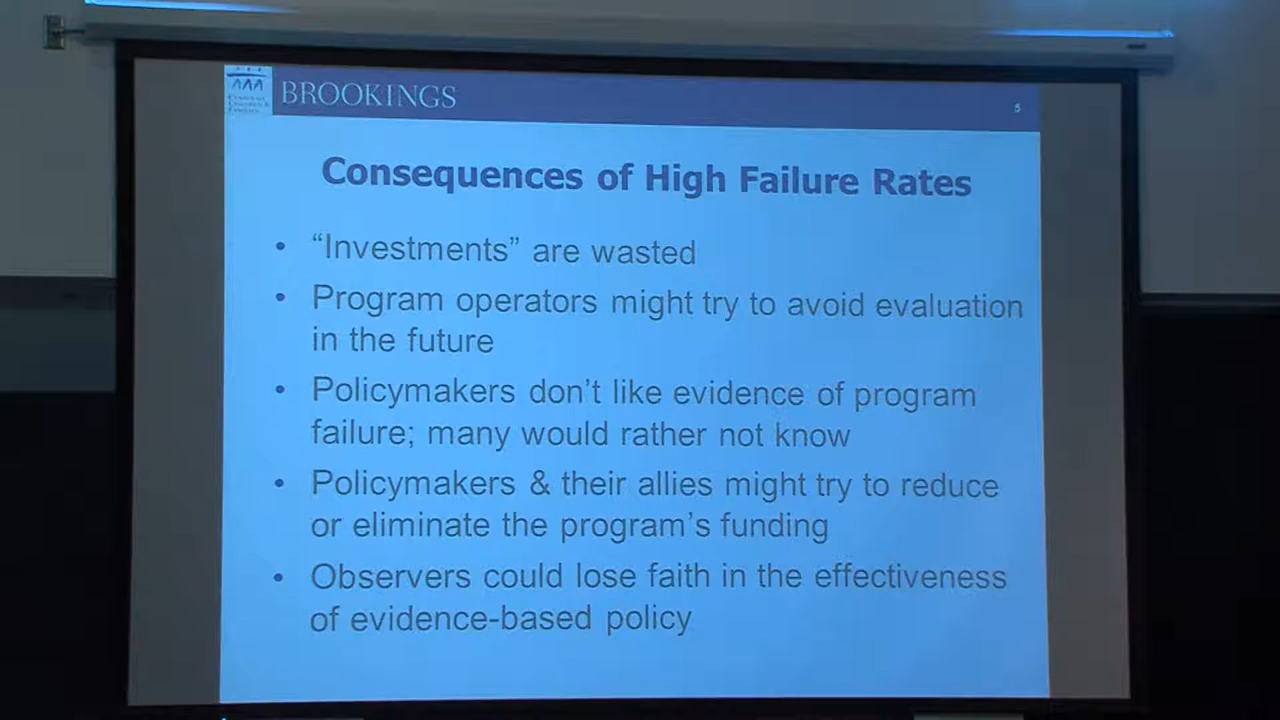 BROOKINGS
5
Consequences of High Failure Rates
• “Investments” are wasted
• Program operators might try to avoid evaluation
in the future
• Policymakers don’t like evidence of program
failure; many would rather not know
• Policymakers & their allies might try to reduce
or eliminate the program’s funding
• Observers could lose faith in the effectiveness
of evidence-based policy